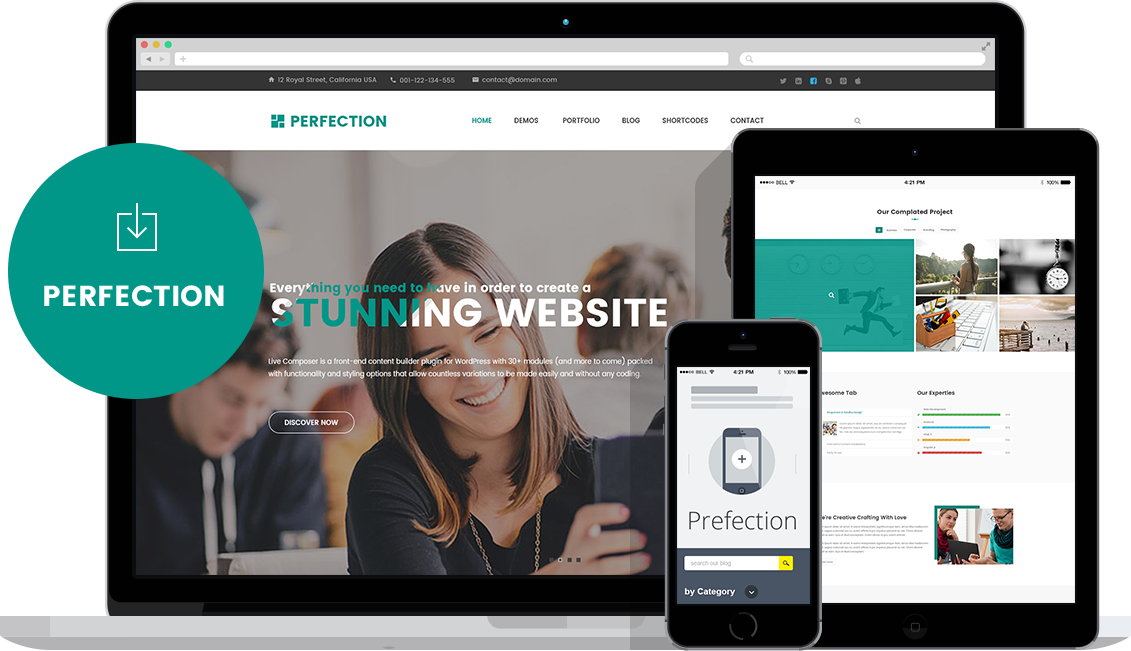 12 Royal Street, California USA
001-122-134-555
contact@domain.com
PERFECTION
HOME
DEMOS
PORTFOLIO
BLOG
SHORTCODES
CONTACT
PERFECTION
Everything you need to have in order to create a
STUNNING WEBSITE
Live Composer is a front-end content builder plugin for WordPress with 30+ modules (and more to come) packed
with functionality and styling options that allow countless variations to be made easily and without any coding.
DISCOVER NOW
BELL
4:21 PM
100%
Our Complated Project
Photography
wesome Tab
Our Experties
're Creative Crafting With Love
BELL
4:21 PM
100%
Prefection
Search our blog
by Category